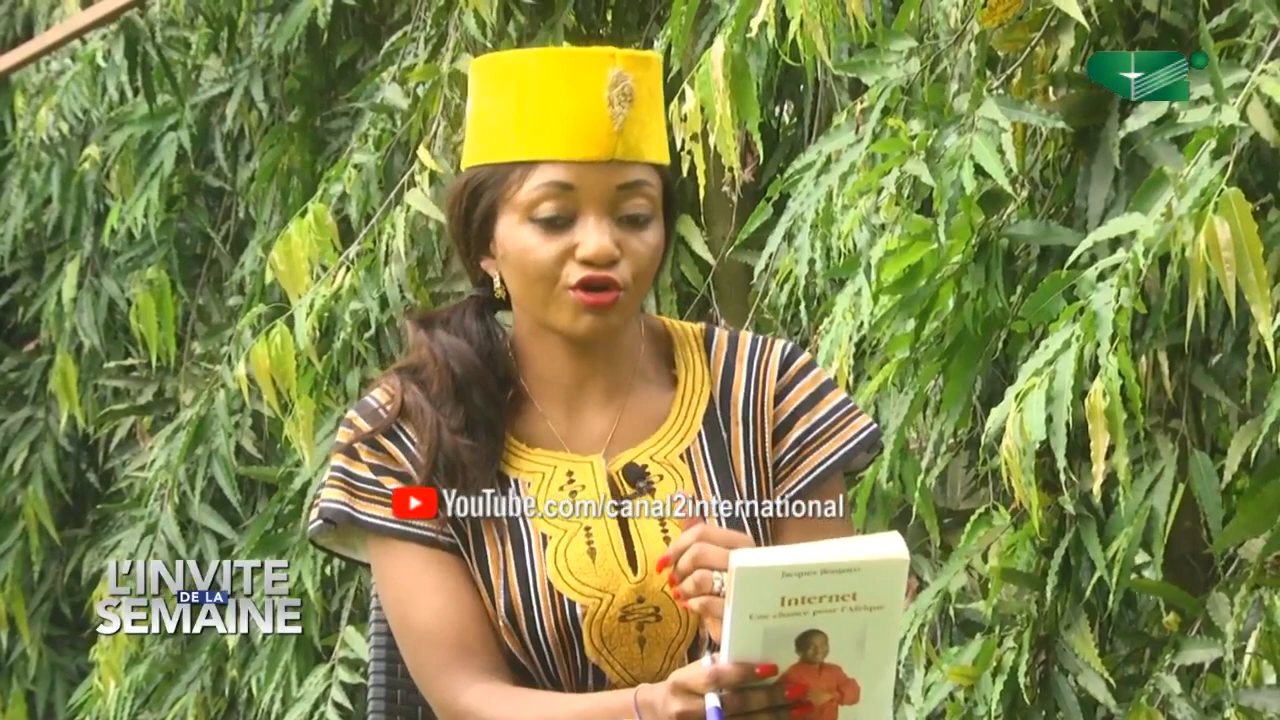 YouTube.com/canal2international
L'INVITE
DE LA
SEMAINE
Jacques Bonjawo
Internet
Une chance pour l'Afrique